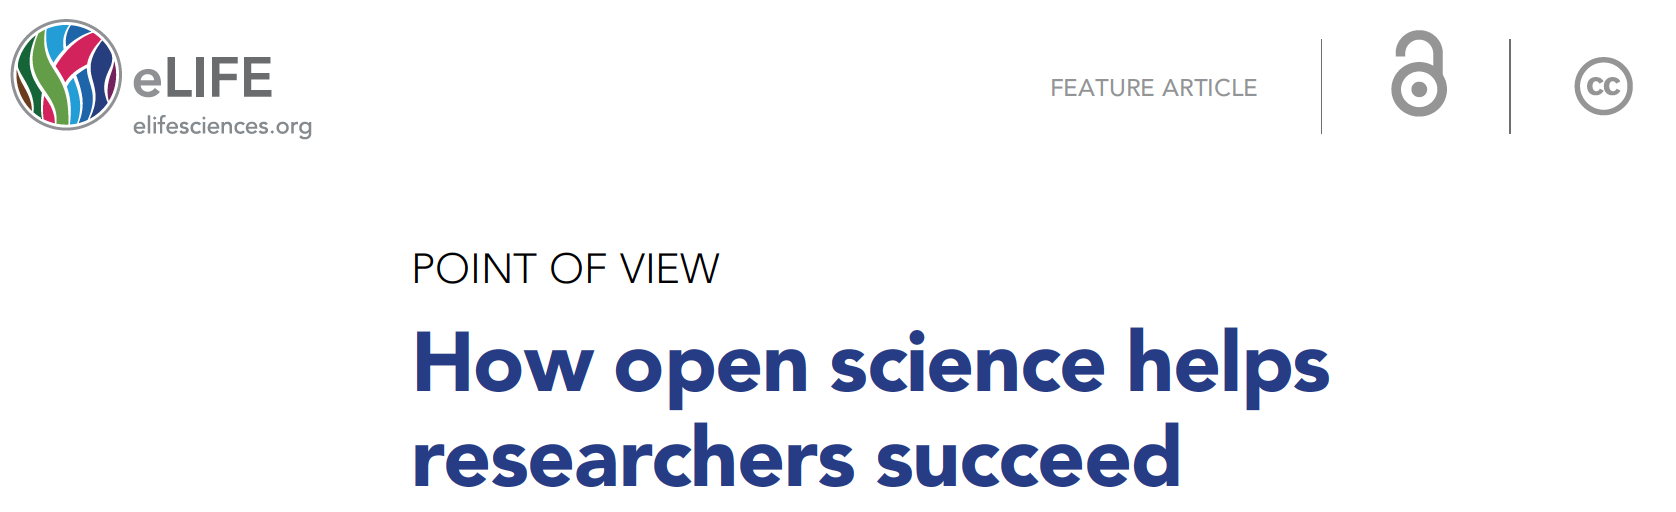 eLIFE
elifesciences.org
FEATURE ARTICLE
cc
POINT OF VIEW
How open science helps
researchers succeed